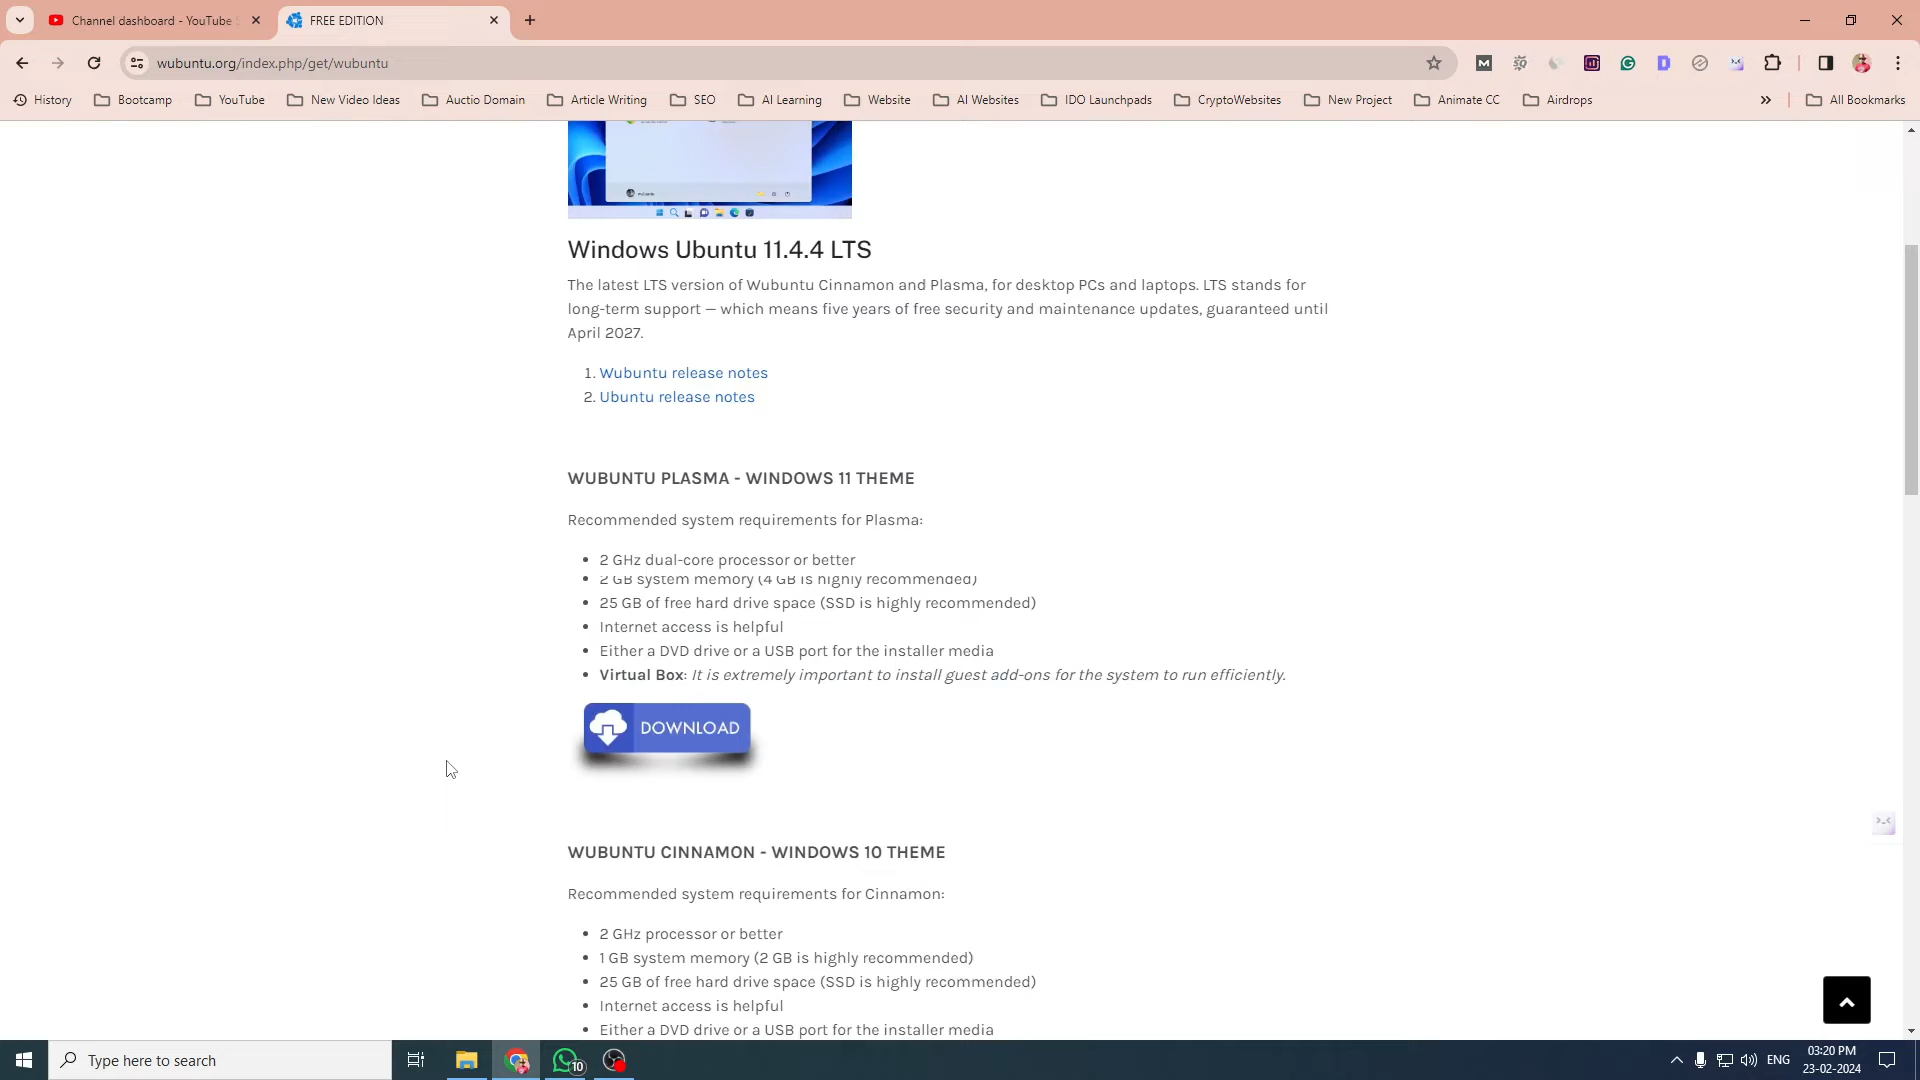 Channel dashboard - YouTube
FREE EDITION
wubuntu.org/index.php/get/wubuntu
History
Bootcamp
YouTube
New Video Ideas
Auctio Domain
Article Writing
SEO
AI Learning
Website
AI Websites
IDO Launchpads
CryptoWebsites
New Project
Animate CC
Airdrops
All Bookmarks
Windows Ubuntu 11.4.4 LTS
The latest LTS version of Wubuntu Cinnamon and Plasma, for desktop PCs and laptops. LTS stands for
long-term support — which means five years of free security and maintenance updates, guaranteed until
April 2027.
1. Wubuntu release notes
2. Ubuntu release notes
WUBUNTU PLASMA - WINDOWS 11 THEME
Recommended system requirements for Plasma:
• 2 GHz dual-core processor or better
• 2 GB system memory (4 GB is highly recommended)
• 25 GB of free hard drive space (SSD is highly recommended)
• Internet access is helpful
• Either a DVD drive or a USB port for the installer media
• Virtual Box: It is extremely important to install guest add-ons for the system to run efficiently.
DOWNLOAD
WUBUNTU CINNAMON - WINDOWS 10 THEME
Recommended system requirements for Cinnamon:
• 2 GHz processor or better
• 1 GB system memory (2 GB is highly recommended)
• 25 GB of free hard drive space (SSD is highly recommended)
• Internet access is helpful
• Either a DVD drive or a USB port for the installer media
Type here to search
10
ENG
03:20 PM
23-02-2024